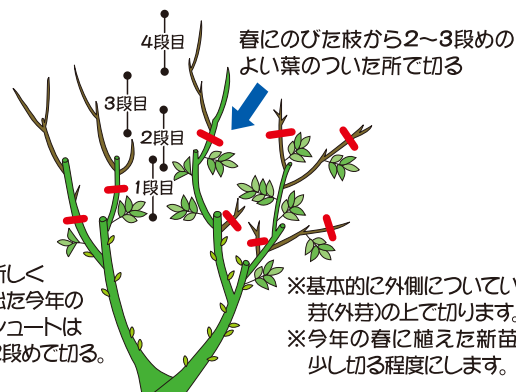 4段目
3段目
2段目
1段目
春にのびた枝から2～3段めの
よい葉のついた所で切る
しく
出た今年の
シュートは
2段めで切る。
※基本的に外側についてい
芽(外芽)の上で切ります。
※今年の春に植えた新苗
少し切る程度にします。